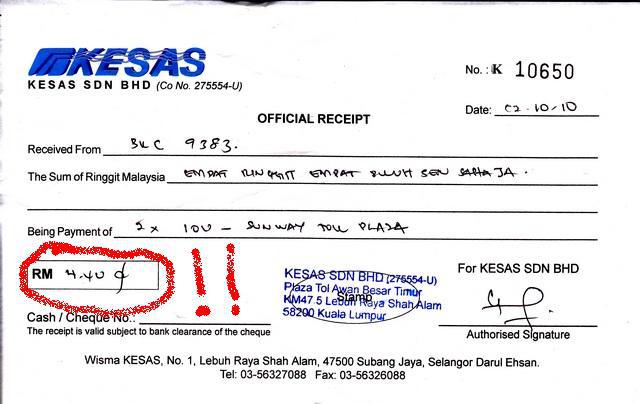 KESAS
KESAS SDN BHD (Co No. 275554-U)
No. : K 10650
Date: 02-10-10
OFFICIAL RECEIPT
Received From BKC 9383.
The Sum of Ringgit Malaysia EMPAT RINGGIT EMPAT PULUH SEN SAHAJA.
Being Payment of 2 x IOU - SUNWAY TOLL PLAZA
RM 4.40
!!
KESAS SDN BHD (275554-U)
Plaza Tol Awan Besar Timur
Stamp
KM47.5 Lebuh Raya Shah Alam
58200 Kuala Lumpur
For KESAS SDN BHD
Cash / Cheque No.:
The receipt is valid subject to bank clearance of the cheque
Authorised Signature
Wisma KESAS, No. 1, Lebuh Raya Shah Alam, 47500 Subang Jaya, Selangor Darul Ehsan.
Tel: 03-56327088 Fax: 03-56326088